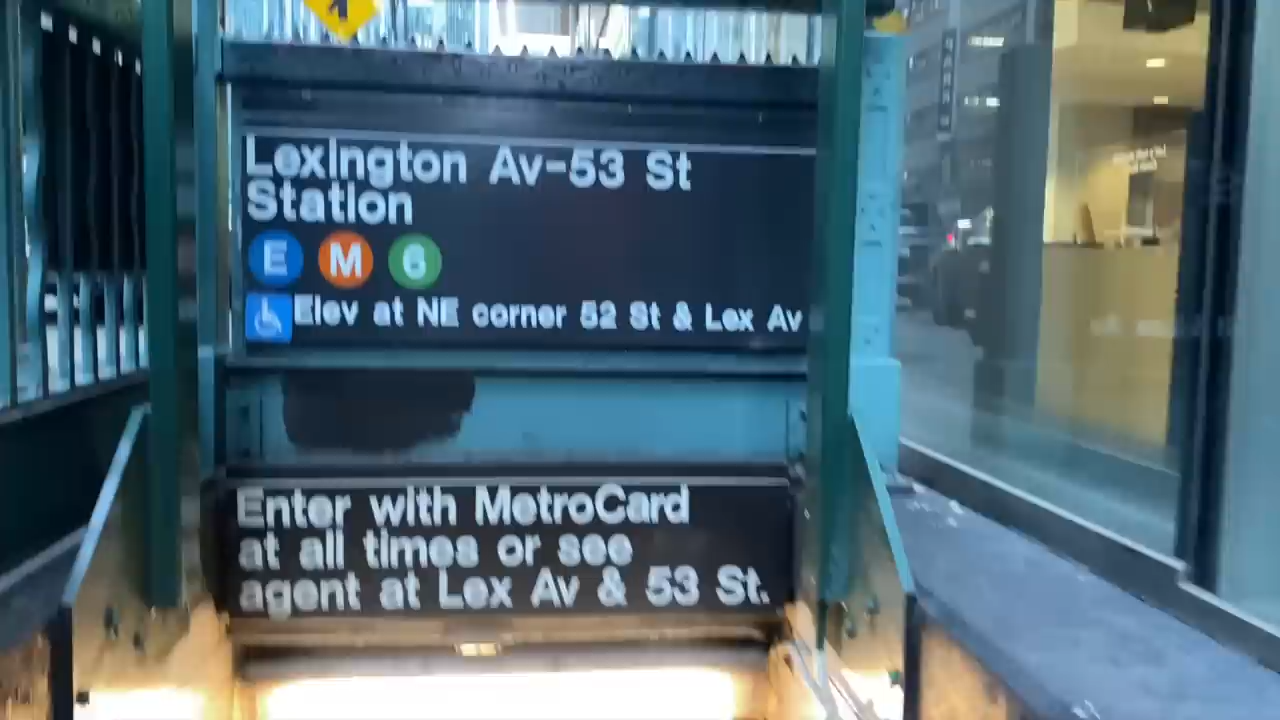 Lexington Av-53 St
Station
E M 6
Elev at NE corner 52 St & Lex Av
Enter with MetroCard
at all times or see
agent at Lex Av & 53 St.